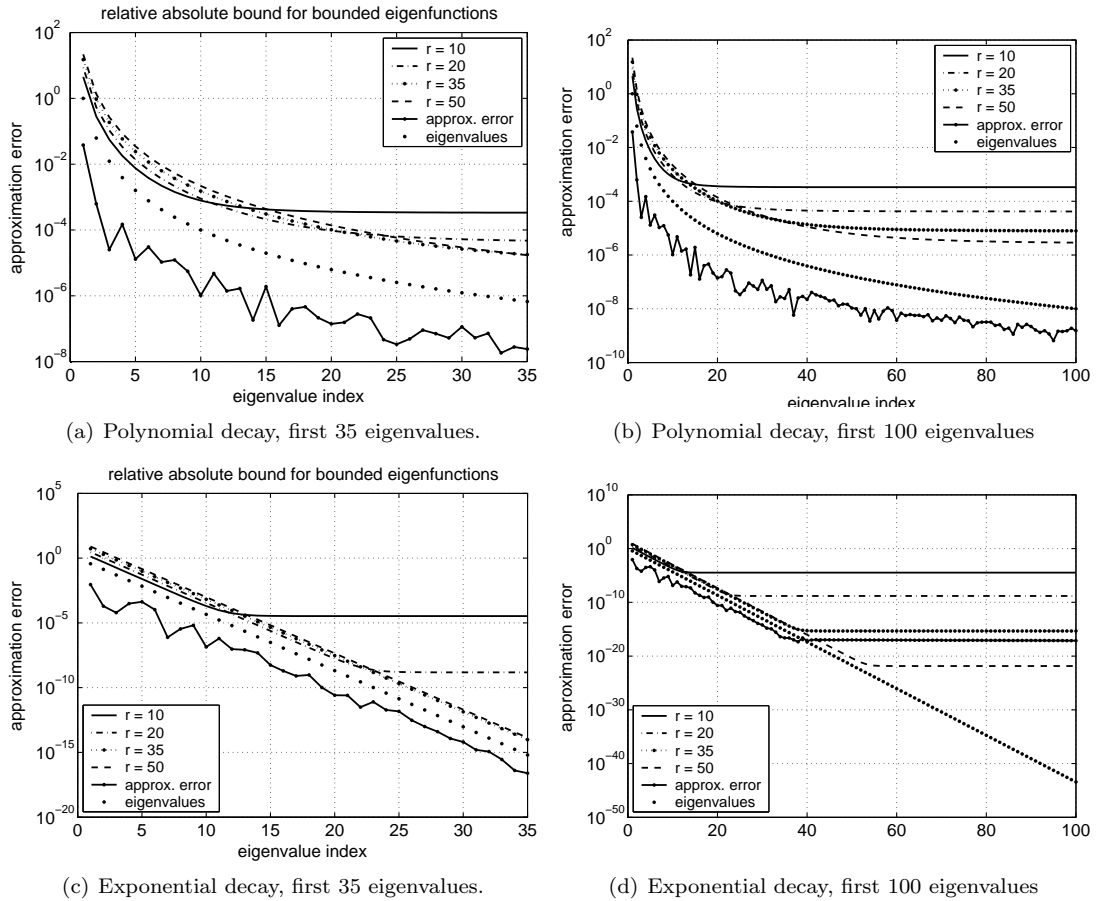 relative absolute bound for bounded eigenfunctions
10^2
10^0
10^−2
10^−4
10^−6
10^−8
approximation error
r = 10
r = 20
r = 35
r = 50
approx. error
eigenvalues
0 5 10 15 20 25 30 35
eigenvalue index
(a) Polynomial decay, first 35 eigenvalues.
10^2
10^0
10^−2
10^−4
10^−6
10^−8
10^−10
approximation error
r = 10
r = 20
r = 35
r = 50
approx. error
eigenvalues
0 20 40 60 80 100
eigenvalue index
(b) Polynomial decay, first 100 eigenvalues
relative absolute bound for bounded eigenfunctions
10^5
10^0
10^−5
10^−10
10^−15
10^−20
approximation error
r = 10
r = 20
r = 35
r = 50
approx. error
eigenvalues
0 5 10 15 20 25 30 35
eigenvalue index
(c) Exponential decay, first 35 eigenvalues.
10^10
10^0
10^−10
10^−20
10^−30
10^−40
10^−50
approximation error
r = 10
r = 20
r = 35
r = 50
approx. error
eigenvalues
0 20 40 60 80 100
(d) Exponential decay, first 100 eigenvalues